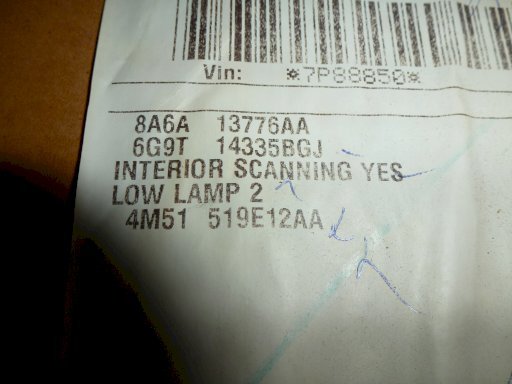 Vin: *7P88850*
8A6A 13776AA
6G9T 14335BGJ
INTERIOR SCANNING YES
LOW LAMP 2
4M51 519E12AA